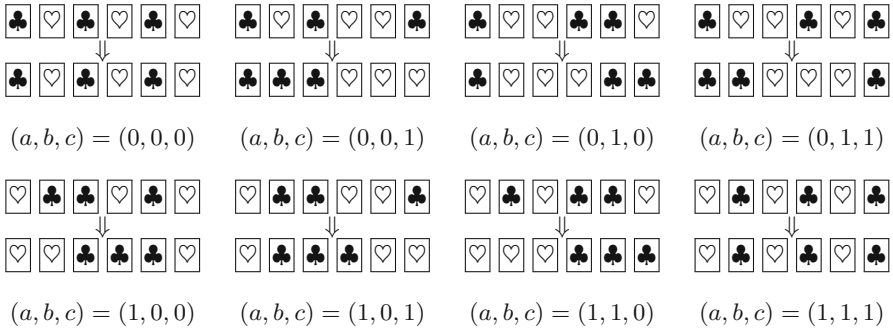 (a, b, c) = (0, 0, 0) (a, b, c) = (0, 0, 1) (a, b, c) = (0, 1, 0) (a, b, c) = (0, 1, 1)
(a, b, c) = (1, 0, 0) (a, b, c) = (1, 0, 1) (a, b, c) = (1, 1, 0) (a, b, c) = (1, 1, 1)